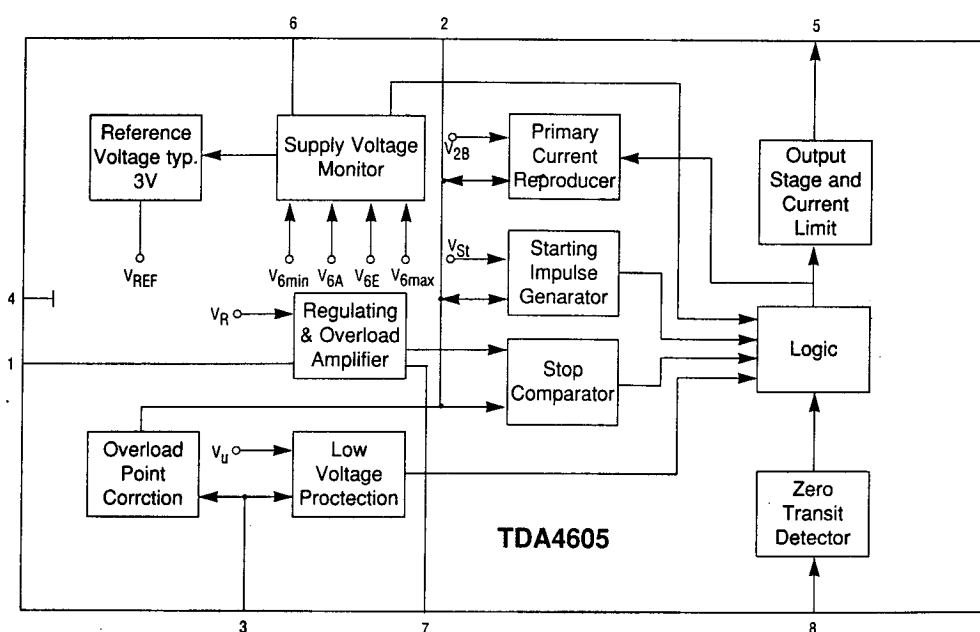 6
2
5
Reference
Voltage typ.
3V
Supply Voltage
Monitor
V2B
Primary
Current
Reproducer
Output
Stage and
Current
Limit
VREF
V6min
V6A
V6E
V6max
VSt
Starting
Impulse
Genarator
4
VR
Regulating
& Overload
Amplifier
Logic
1
Stop
Comparator
Overload
Point
Corrction
Vu
Low
Voltage
Proctection
Zero
Transit
Detector
TDA4605
3
7
8